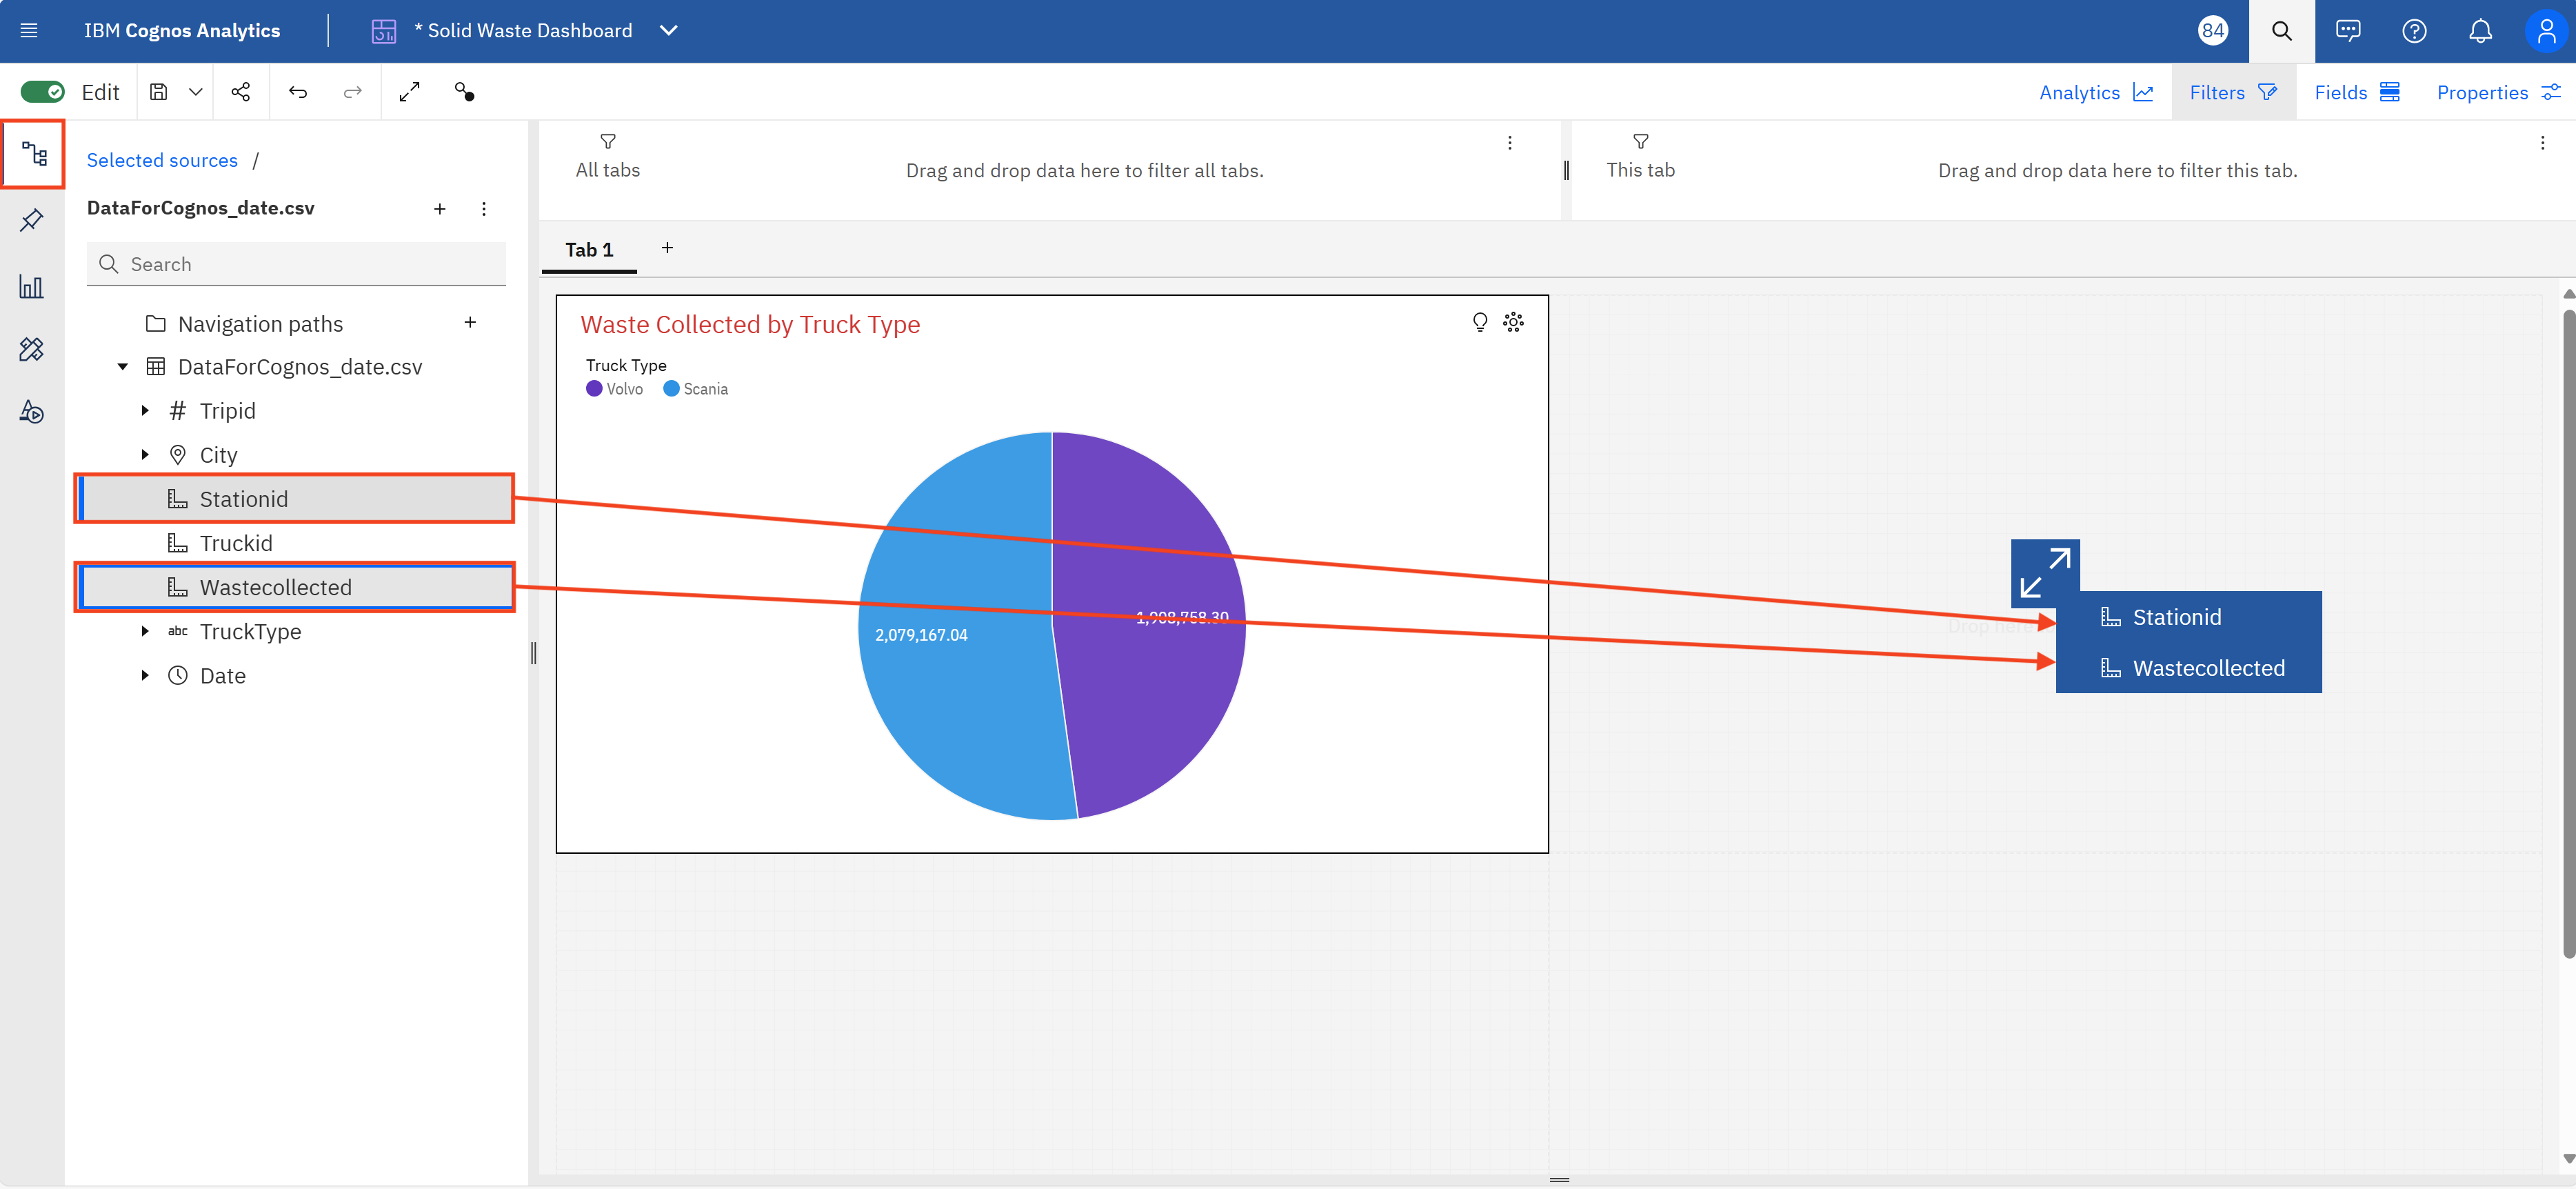 IBM Cognos Analytics
* Solid Waste Dashboard
84
Edit
Analytics
Filters
Fields
Properties
Selected sources /
DataForCognos_date.csv
Search
Navigation paths
DataForCognos_date.csv
# Tripid
City
Stationid
Truckid
Wastecollected
abc TruckType
Date
All tabs
Drag and drop data here to filter all tabs.
This tab
Drag and drop data here to filter this tab.
Tab 1
Waste Collected by Truck Type
Truck Type
Volvo
Scania
2,079,167.04
1,908,758.30
Drop here
Stationid
Wastecollected